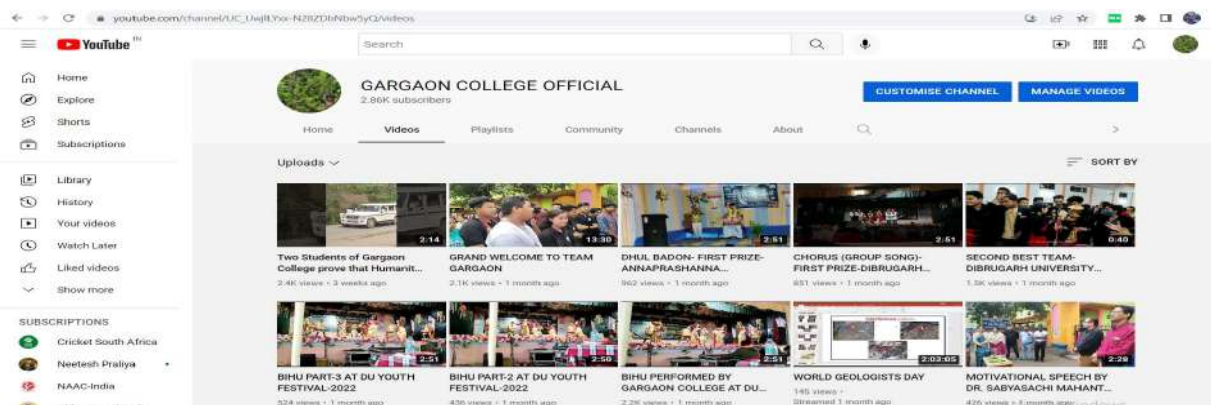 youtube.com/channel/UC_UwjllLYxx-N28ZDbNbw5yQ/videos
YouTube IN
Search
Home
Explore
Shorts
Subscriptions
Library
History
Your videos
Watch Later
Liked videos
Show more
SUBSCRIPTIONS
Cricket South Africa
Neetesh Praliya
NAAC-India
GARGAON COLLEGE OFFICIAL
2.86K subscribers
CUSTOMISE CHANNEL
MANAGE VIDEOS
Home Videos Playlists Community Channels About
Uploads
SORT BY
2:14
Two Students of Gargaon
College prove that Humanit...
2.4K views • 3 weeks ago
13:30
GRAND WELCOME TO TEAM
GARGAON
2.1K views • 1 month ago
2:51
DHUL BADON- FIRST PRIZE-
ANNAPRASHANNA...
962 views • 1 month ago
2:51
CHORUS (GROUP SONG)-
FIRST PRIZE-DIBRUGARH...
851 views • 1 month ago
0:40
SECOND BEST TEAM-
DIBRUGARH UNIVERSITY...
1.3K views • 1 month ago
2:51
BIHU PART-3 AT DU YOUTH
FESTIVAL-2022
524 views • 1 month ago
2:50
BIHU PART-2 AT DU YOUTH
FESTIVAL-2022
436 views • 1 month ago
2:51
BIHU PERFORMED BY
GARGAON COLLEGE AT DU...
2.2K views • 1 month ago
2:03:05
WORLD GEOLOGISTS DAY
145 views •
Streamed 1 month ago
2:28
MOTIVATIONAL SPEECH BY
DR. SABYASACHI MAHANT...
426 views • 1 month ago